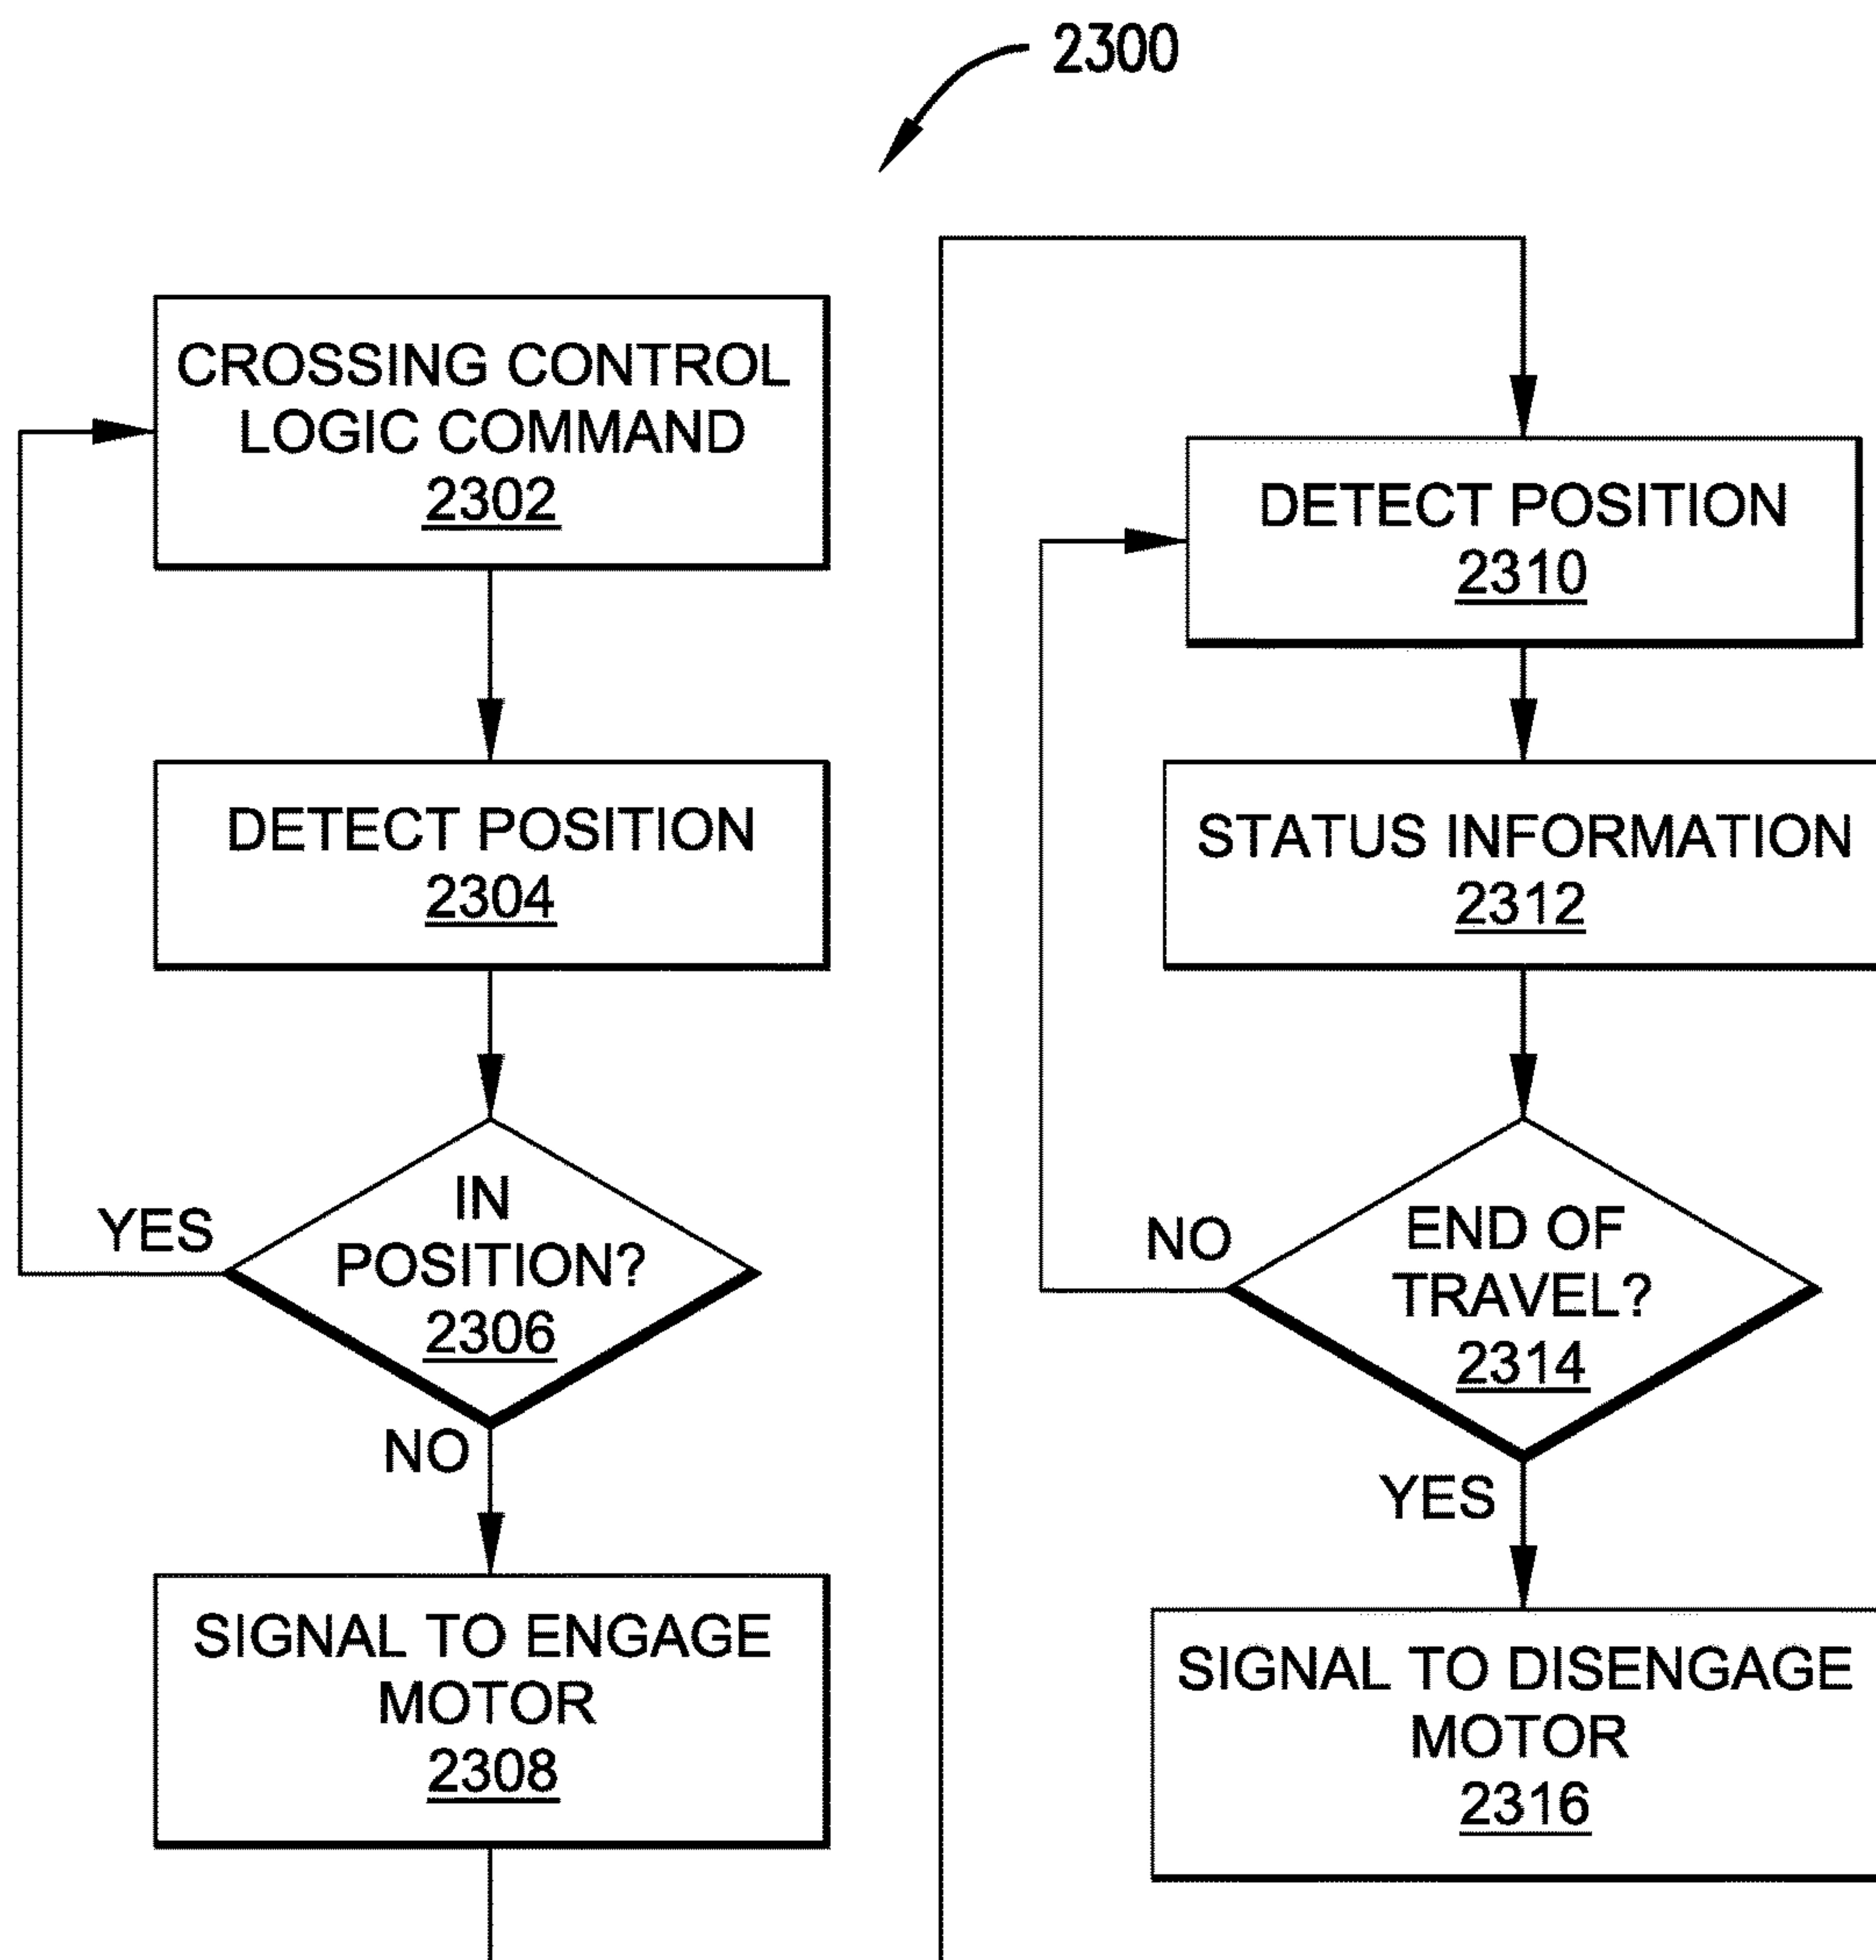 2300
CROSSING CONTROL
LOGIC COMMAND
2302
DETECT POSITION
2304
IN
POSITION?
2306
YES
NO
SIGNAL TO ENGAGE
MOTOR
2308
DETECT POSITION
2310
STATUS INFORMATION
2312
END OF
TRAVEL?
2314
NO
YES
SIGNAL TO DISENGAGE
MOTOR
2316